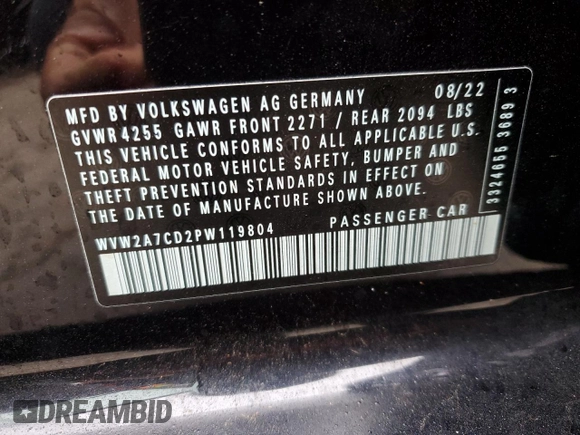 MFD BY VOLKSWAGEN AG GERMANY 08/22
GVWR 4255 GAWR FRONT 2271 / REAR 2094 LBS
THIS VEHICLE CONFORMS TO ALL APPLICABLE U.S.
FEDERAL MOTOR VEHICLE SAFETY, BUMPER AND
THEFT PREVENTION STANDARDS IN EFFECT ON
THE DATE OF MANUFACTURE SHOWN ABOVE.
WVW2A7CD2PW119804 PASSENGER CAR
3324655 3689 3
DREAMBID